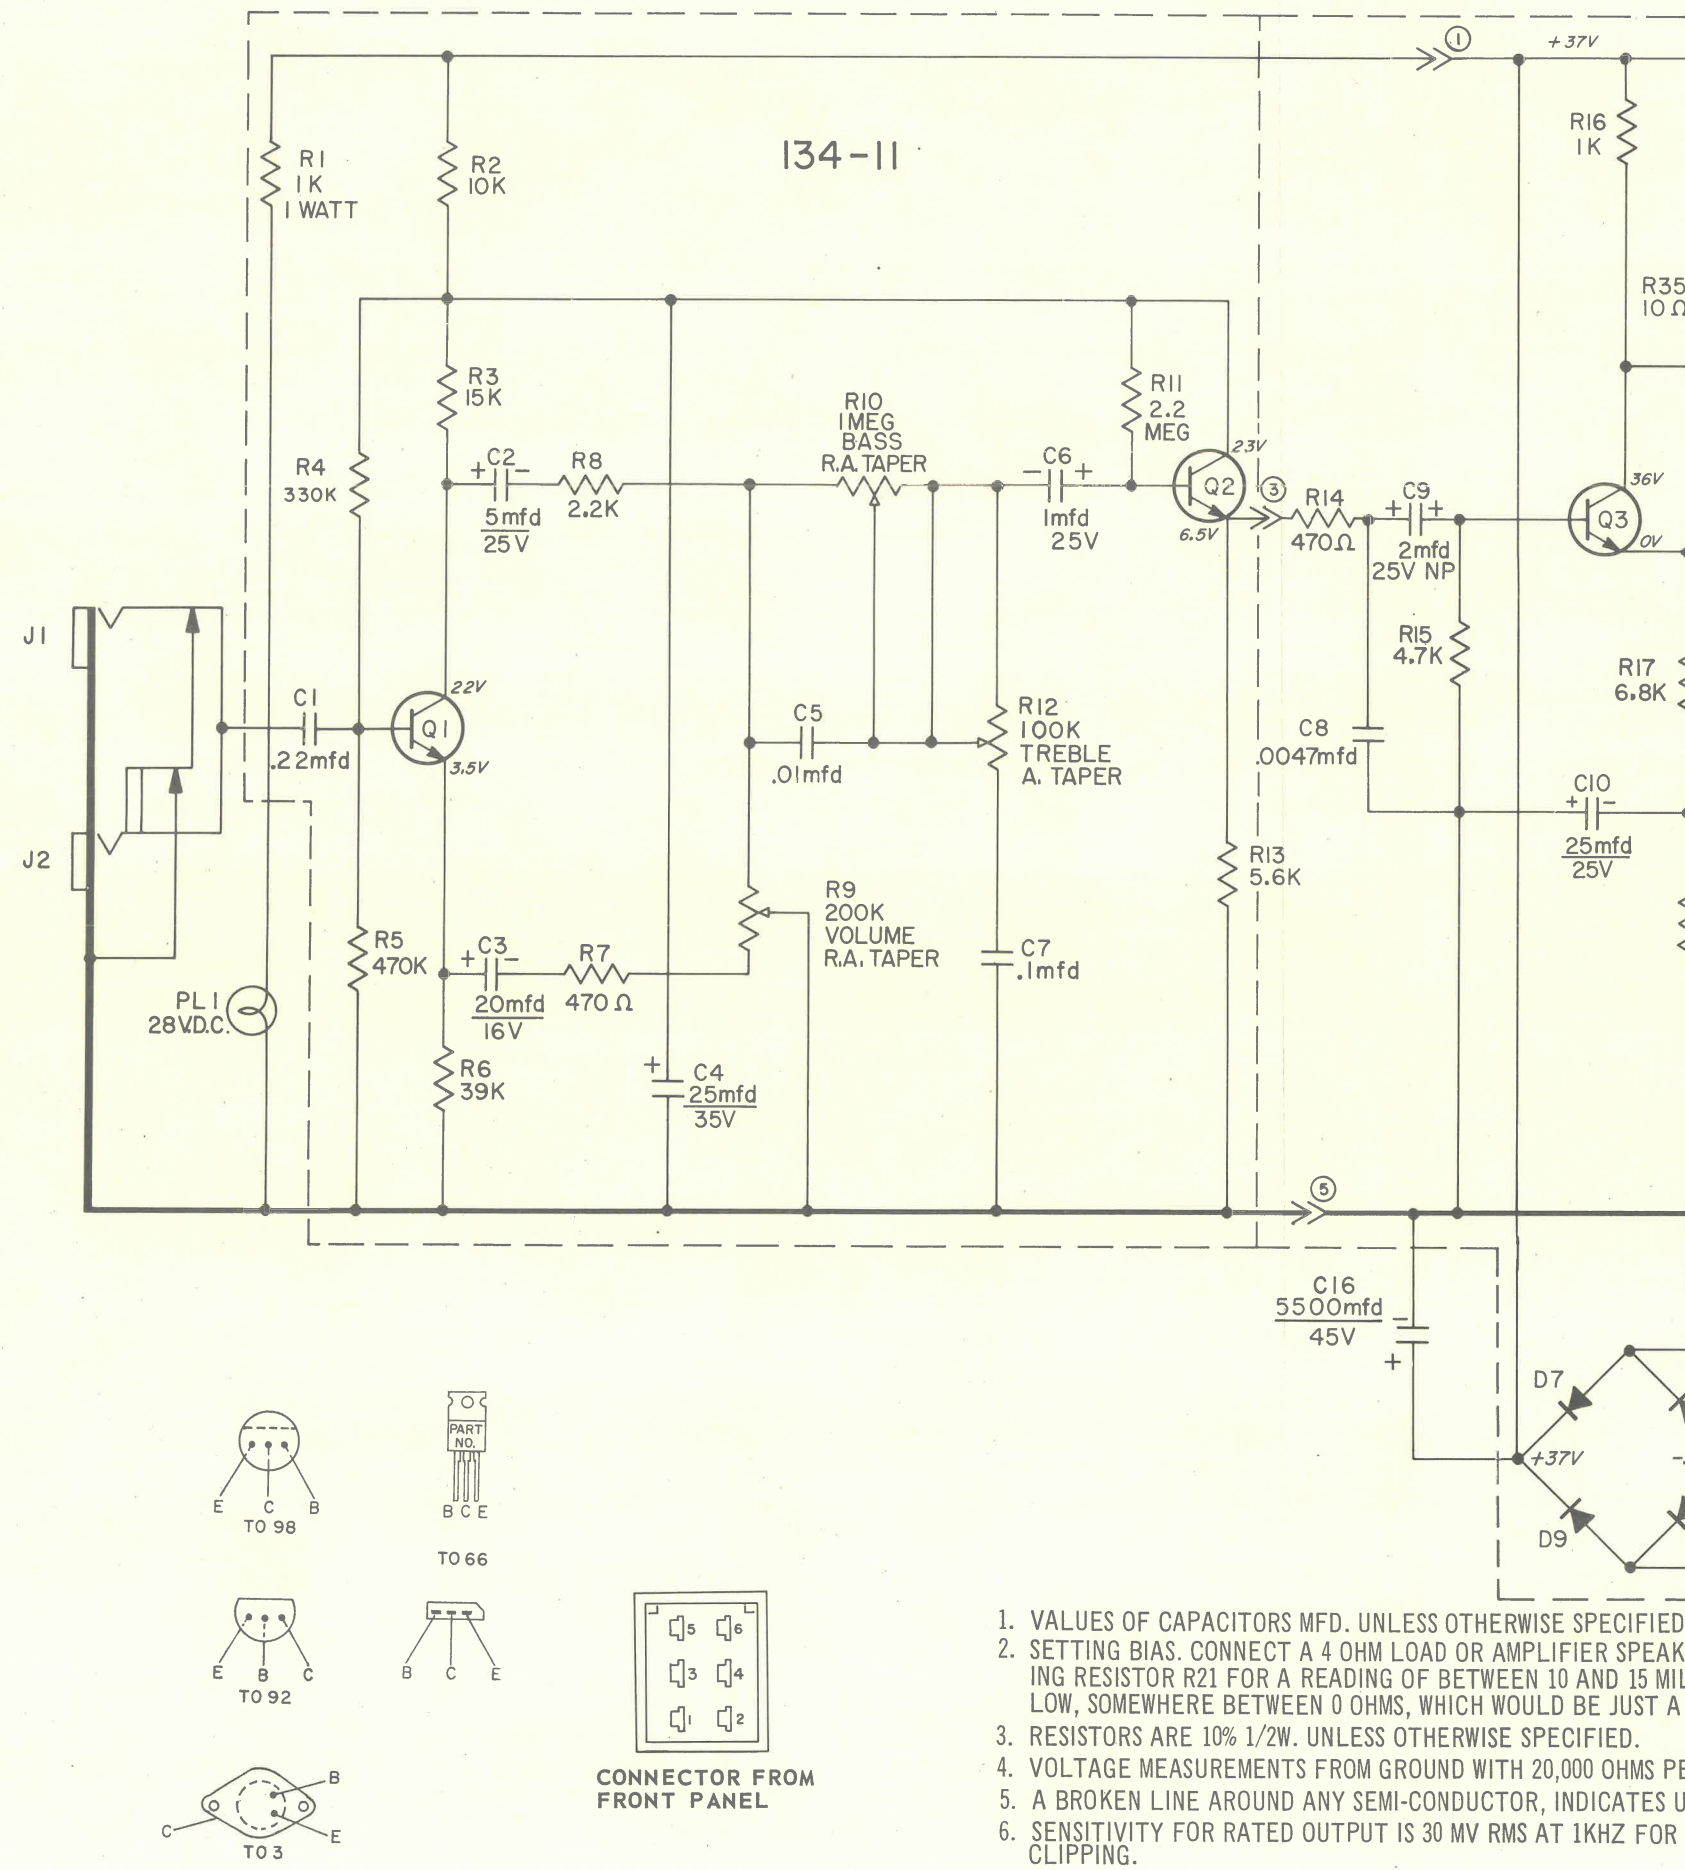 134-11
1
+37V
R1
1K
1 WATT
R2
10K
R16
1K
R35
10Ω
R3
15K
R4
330K
C2
+ -
5mfd
25V
R8
2.2K
R10
1MEG
BASS
R.A. TAPER
C6
- +
1mfd
25V
R11
2.2
MEG
23V
Q2
6.5V
3
R14
470Ω
C9
+ +
2mfd
25V NP
36V
Q3
0V
J1
C1
.22mfd
22V
Q1
3.5V
C5
.01mfd
R12
100K
TREBLE
A. TAPER
R15
4.7K
C8
.0047mfd
R17
6.8K
C10
+ -
25mfd
25V
J2
R13
5.6K
R5
470K
C3
+ -
20mfd
16V
R7
470Ω
R9
200K
VOLUME
R.A. TAPER
C7
.1mfd
PL1
28V.D.C.
R6
39K
+
C4
25mfd
35V
5
C16
5500mfd
45V
-
+
D7
+37V
D9
E C B
TO 98
PART
NO.
B C E
TO 66
E B C
TO 92
B C E
B
C
E
TO 3
5 6
3 4
1 2
CONNECTOR FROM
FRONT PANEL
1. VALUES OF CAPACITORS MFD. UNLESS OTHERWISE SPECIFIED
2. SETTING BIAS. CONNECT A 4 OHM LOAD OR AMPLIFIER SPEAK
ING RESISTOR R21 FOR A READING OF BETWEEN 10 AND 15 MIL
LOW, SOMEWHERE BETWEEN 0 OHMS, WHICH WOULD BE JUST A
3. RESISTORS ARE 10% 1/2W. UNLESS OTHERWISE SPECIFIED.
4. VOLTAGE MEASUREMENTS FROM GROUND WITH 20,000 OHMS PE
5. A BROKEN LINE AROUND ANY SEMI-CONDUCTOR, INDICATES U
6. SENSITIVITY FOR RATED OUTPUT IS 30 MV RMS AT 1KHZ FOR
CLIPPING.